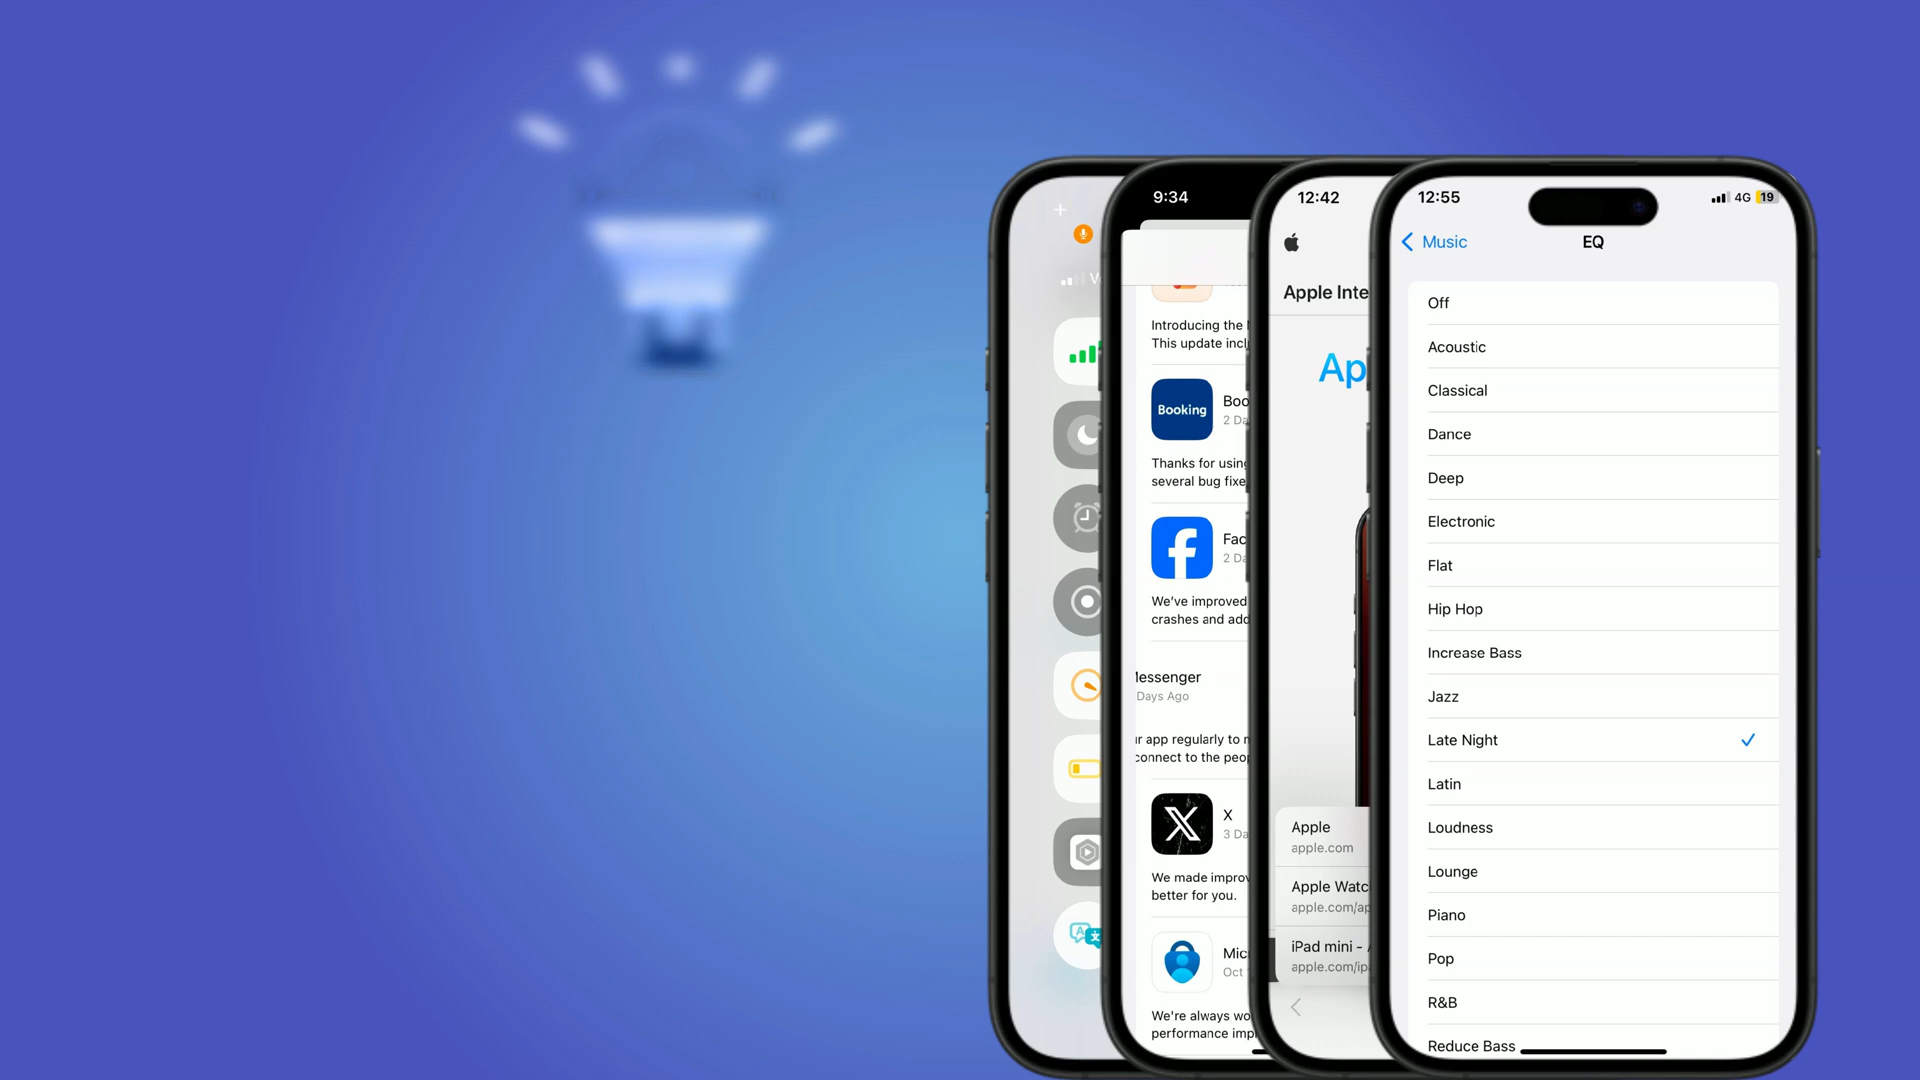 9:34
Introducing the
This update incl
Booking
Boo
2 Da
Thanks for using
several bug fixe
Fac
2 Da
We've improved
crashes and add
Messenger
Days Ago
ur app regularly to
connect to the peop
X
3 Da
We made improv
better for you.
Mic
Oct
We're always wo
performance imp
12:42
Apple Inte
Ap
Apple
apple.com
Apple Watc
apple.com/ap
iPad mini -
apple.com/ipa
12:55
4G
19
Music
EQ
Off
Acoustic
Classical
Dance
Deep
Electronic
Flat
Hip Hop
Increase Bass
Jazz
Late Night
Latin
Loudness
Lounge
Piano
Pop
R&B
Reduce Bass